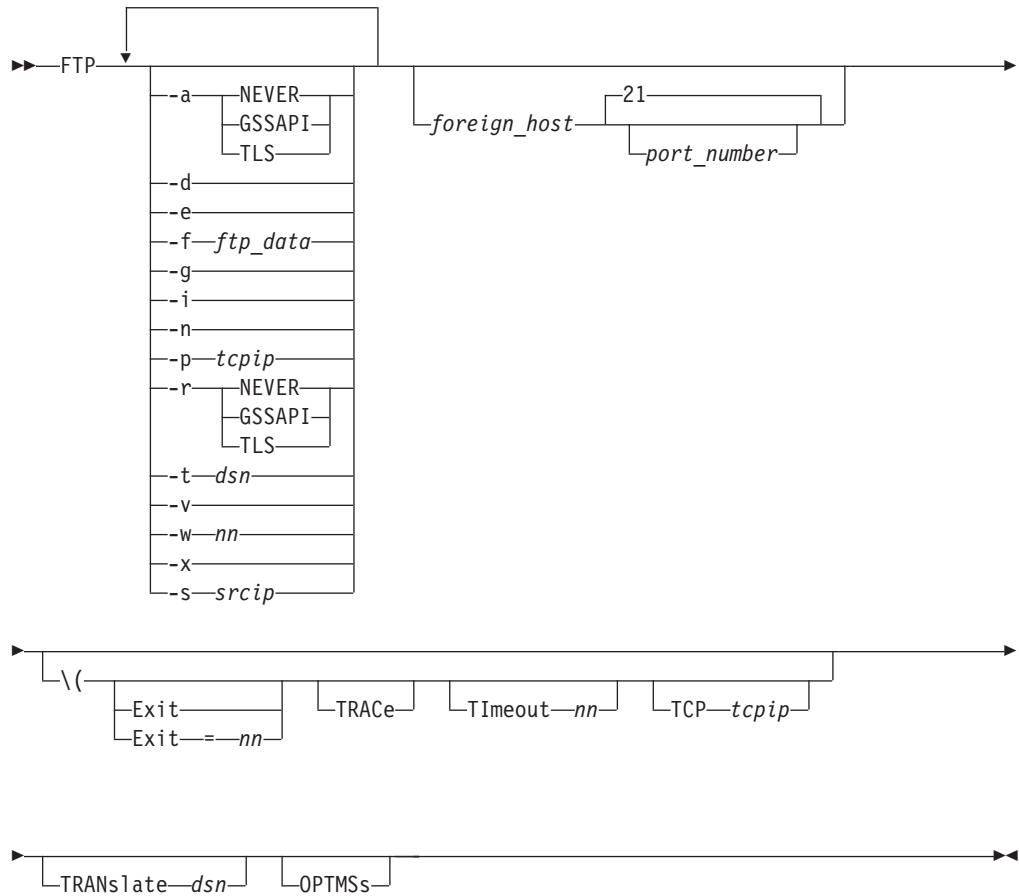 FTP
-a NEVER
GSSAPI
TLS
-d
-e
-f ftp_data
-g
-i
-n
-p tcpip
-r NEVER
GSSAPI
TLS
-t dsn
-v
-w nn
-x
-s srcip
21
foreign_host
port_number
\(
Exit
Exit = nn
TRACe
TImeout nn
TCP tcpip
TRANslate dsn
OPTMSs